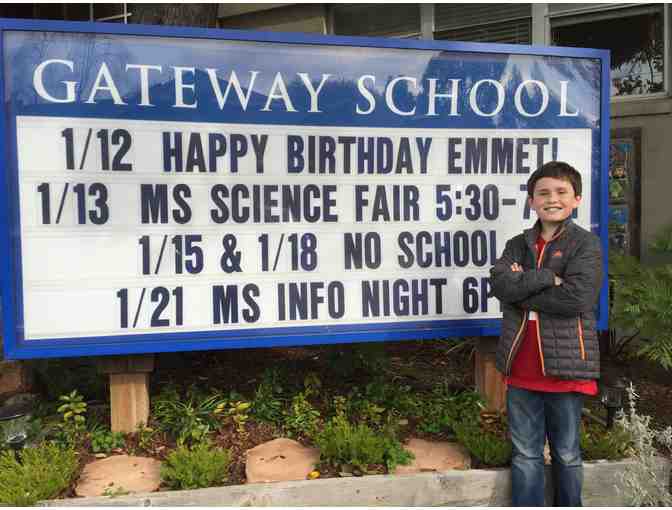 GATEWAY SCHOOL
1/12 HAPPY BIRTHDAY EMMET!
1/13 MS SCIENCE FAIR 5:30-
1/15 & 1/18 NO SCHOOL
1/21 MS INFO NIGHT 6P